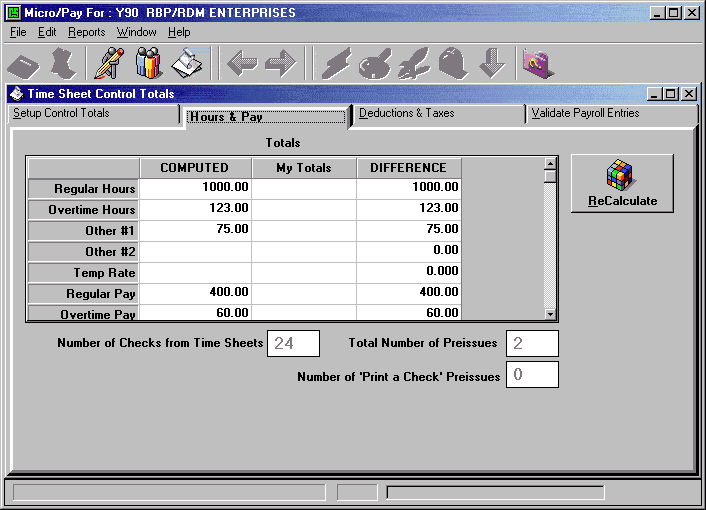 Micro/Pay For : Y90 RBP/RDM ENTERPRISES
File Edit Reports Window Help
Time Sheet Control Totals
Setup Control Totals Hours & Pay Deductions & Taxes Validate Payroll Entries
Totals
COMPUTED My Totals DIFFERENCE
Regular Hours 1000.00 1000.00
Overtime Hours 123.00 123.00
Other #1 75.00 75.00
Other #2 0.00
Temp Rate 0.000
Regular Pay 400.00 400.00
Overtime Pay 60.00 60.00
ReCalculate
Number of Checks from Time Sheets 24 Total Number of Preissues 2
Number of 'Print a Check' Preissues 0